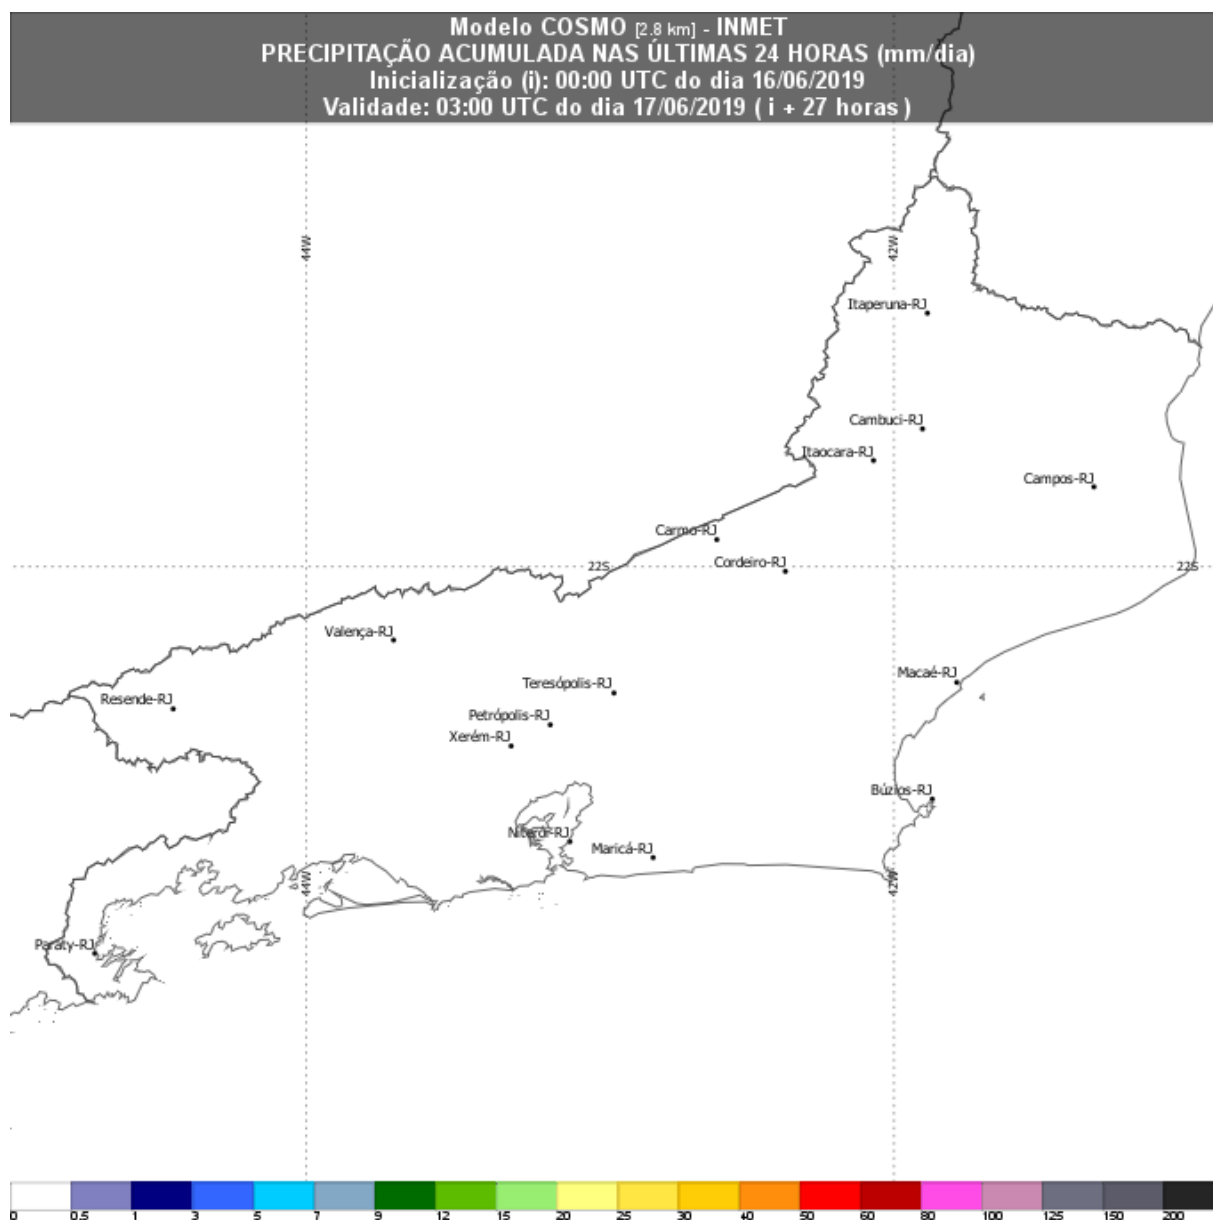 Modelo COSMO [2.8 km] - INMET
PRECIPITAÇÃO ACUMULADA NAS ÚLTIMAS 24 HORAS (mm/dia)
Inicialização (i): 00:00 UTC do dia 16/06/2019
Validade: 03:00 UTC do dia 17/06/2019 ( i + 27 horas )
44W
42W
Itaperuna-RJ
Cambuci-RJ
Itaocara-RJ
Campos-RJ
Carmo-RJ
Cordeiro-RJ
22S
22S
Valença-RJ
Macaé-RJ
Teresópolis-RJ
Resende-RJ
Petrópolis-RJ
Xerém-RJ
Búzios-RJ
Niterói-RJ
Maricá-RJ
44W
42W
Paraty-RJ
0 0.5 1 3 5 7 9 12 15 20 25 30 40 50 60 80 100 125 150 200